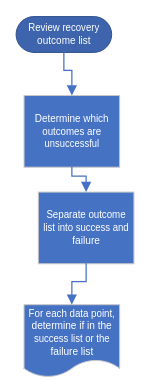 Review recovery
outcome list
Determine which
outcomes are
unsuccessful
Separate outcome
list into success and
failure
For each data point,
determine if in the
success list or the
failure list